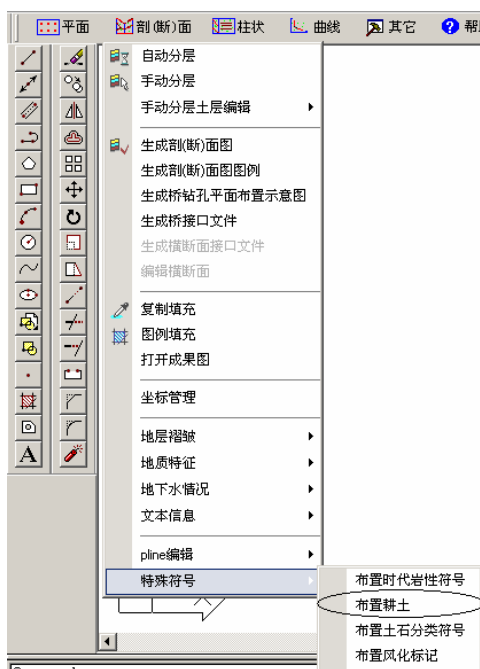 平面 剖(断)面 柱状 曲线 其它 帮
自动分层
手动分层
手动分层土层编辑
生成剖(断)面图
生成剖(断)面图图例
生成桥钻孔平面布置示意图
生成桥接口文件
生成横断面接口文件
编辑横断面
复制填充
图例填充
打开成果图
坐标管理
地层褶皱
地质特征
地下水情况
文本信息
pline编辑
特殊符号
布置时代岩性符号
布置耕土
布置土石分类符号
布置风化标记
A